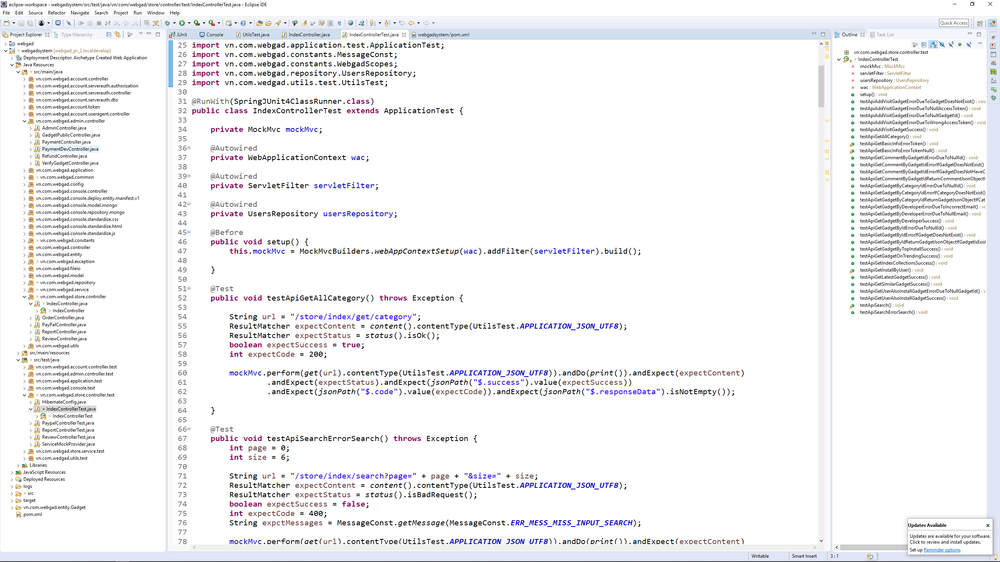 eclipse-workspace - webgadsystem/src/test/java/vn/com/webgad/store/controller/test/IndexControllerTest.java - Eclipse IDE
File Edit Source Refactor Navigate Search Project Run Window Help
Quick Access
Project Explorer Type Hierarchy
webgad
> webgadsystem [webgad_pr_2 localdevelop]
Deployment Descriptor: Archetype Created Web Application
Java Resources
> src/main/java
vn.com.webgad.account.controller
vn.com.webgad.account.serverauth.authorization
vn.com.webgad.account.serverauth.controller
vn.com.webgad.account.serverauth.dto
vn.com.webgad.account.token
vn.com.webgad.account.useragent.controller
vn.com.webgad.admin.controller
AdminController.java
GadgetPublicController.java
PaymentController.java
PaymentDevController.java
RefundController.java
VerifyGadgetController.java
vn.com.webgad.application
> vn.com.webgad.common
vn.com.webgad.config
vn.com.webgad.console.controller
vn.com.webgad.console.deploy.entity.manifest.v1
vn.com.webgad.console.model.mongo
vn.com.webgad.console.repository.mongo
vn.com.webgad.console.standardize.css
vn.com.webgad.console.standardize.html
vn.com.webgad.console.standardize.js
> vn.com.webgad.constants
vn.com.webgad.controller
vn.com.webgad.entity
> vn.com.webgad.exception
vn.com.webgad.fileio
vn.com.webgad.model
> vn.com.webgad.repository
> vn.com.webgad.service
> vn.com.webgad.store.controller
> IndexController.java
> IndexController
OrderController.java
PayPalController.java
ReportController.java
ReviewController.java
vn.com.webgad.utils
src/main/resources
> src/test/java
vn.com.webgad.account.controller.test
vn.com.webgad.admin.controller.test
vn.com.webgad.application.test
vn.com.webgad.console.test
> vn.com.webgad.store.controller.test
HibernateConfig.java
> IndexControllerTest.java
> IndexControllerTest
PaypalControllerTest.java
ReportControllerTest.java
ReviewControllerTest.java
ServiceMockProvider.java
vn.com.webgad.store.service.test
vn.com.wedgad.utils.test
Libraries
JavaScript Resources
Deployed Resources
logs
> src
target
vn.com.webgad.entity.Gadget
pom.xml
JUnit Console UtilsTest.java IndexController.java IndexControllerTest.java webgadsystem/pom.xml
25 import vn.com.webgad.application.test.ApplicationTest;
26 import vn.com.webgad.constants.MessageConst;
27 import vn.com.webgad.constants.WebgadScopes;
28 import vn.com.webgad.repository.UsersRepository;
29 import vn.com.wedgad.utils.test.UtilsTest;
30
31 @RunWith(SpringJUnit4ClassRunner.class)
32 public class IndexControllerTest extends ApplicationTest {
33
34 private MockMvc mockMvc;
35
36 @Autowired
37 private WebApplicationContext wac;
38
39 @Autowired
40 private ServletFilter servletFilter;
41
42 @Autowired
43 private UsersRepository usersRepository;
44
45 @Before
46 public void setup() {
47 this.mockMvc = MockMvcBuilders.webAppContextSetup(wac).addFilter(servletFilter).build();
48
49 }
50
51 @Test
52 public void testApiGetAllCategory() throws Exception {
53
54 String url = "/store/index/get/category";
55 ResultMatcher expectContent = content().contentType(UtilsTest.APPLICATION_JSON_UTF8);
56 ResultMatcher expectStatus = status().isOk();
57 boolean expectSuccess = true;
58 int expectCode = 200;
59
60 mockMvc.perform(get(url).contentType(UtilsTest.APPLICATION_JSON_UTF8)).andDo(print()).andExpect(expectContent)
61 .andExpect(expectStatus).andExpect(jsonPath("$.success").value(expectSuccess))
62 .andExpect(jsonPath("$.code").value(expectCode)).andExpect(jsonPath("$.responseData").isNotEmpty());
63
64 }
65
66 @Test
67 public void testApiSearchErrorSearch() throws Exception {
68 int page = 0;
69 int size = 6;
70
71 String url = "/store/index/search?page=" + page + "&size=" + size;
72 ResultMatcher expectContent = content().contentType(UtilsTest.APPLICATION_JSON_UTF8);
73 ResultMatcher expectStatus = status().isBadRequest();
74 boolean expectSuccess = false;
75 int expectCode = 400;
76 String expctMessages = MessageConst.getMessage(MessageConst.ERR_MESS_MISS_INPUT_SEARCH);
77
78 mockMvc.perform(get(url).contentType(UtilsTest.APPLICATION_JSON_UTF8)).andDo(print()).andExpect(expectContent)
Outline Task List
vn.com.webgad.store.controller.test
> IndexControllerTest
mockMvc : MockMvc
servletFilter : ServletFilter
usersRepository : UsersRepository
wac : WebApplicationContext
setup() : void
testApiAddVisitGadgetErrorDueToGadgetDoesNotExist() : voi
testApiAddVisitGadgetErrorDueToNullAccessToken() : void
testApiAddVisitGadgetErrorDueToNullGadgetId() : void
testApiAddVisitGadgetErrorDueToWrongAccessToken() : void
testApiAddVisitGadgetSuccess() : void
testApiGetAllCategory() : void
testApiGetBasicInfoErrorToken() : void
testApiGetBasicInfoErrorTokenNull() : void
testApiGetCommentByGadgetIdErrorDueToNullId() : void
testApiGetCommentByGadgetIdErrorIfGadgetDoesNotExist() :
testApiGetCommentByGadgetIdErrorIfGadgetDoesNotHaveC
testApiGetCommentByGadgetIdReturnCommentJsonObjectI
testApiGetGadgetByCategoryIdErrorDueToNullId() : void
testApiGetGadgetByCategoryIdErrorIfCategoryDoesNotExist()
testApiGetGadgetByCategoryIdReturnGadgetJsonObjectIfCat
testApiGetGadgetByDeveloperErrorDueToIncorrectEmail() : vo
testApiGetGadgetByDeveloperErrorDueToNullEmail() : void
testApiGetGadgetByDeveloperSuccess() : void
testApiGetGadgetByIdErrorDueToNullId() : void
testApiGetGadgetByIdErrorIfGadgetDoesNotExist() : void
testApiGetGadgetByIdReturnGadgetJsonObjectIfGadgetIsExist
testApiGetGadgetByTopInstallSuccess() : void
testApiGetGadgetOnTrendingSuccess() : void
testApiGetIndexCollectionsSuccess() : void
testApiGetInstallByUser() : void
testApiGetLatestGadgetSuccess() : void
testApiGetSimilarGadgetSuccess() : void
testApiGetUserAlsoInstallGadgetErrorDueToNullGadgetId() : v
testApiGetUserAlsoInstallGadgetSuccess() : void
testApiSearch() : void
testApiSearchErrorSearch() : void
Updates Available
Updates are available for your software.
Click to review and install updates.
Set up Reminder options
Writable Smart Insert 3 : 1